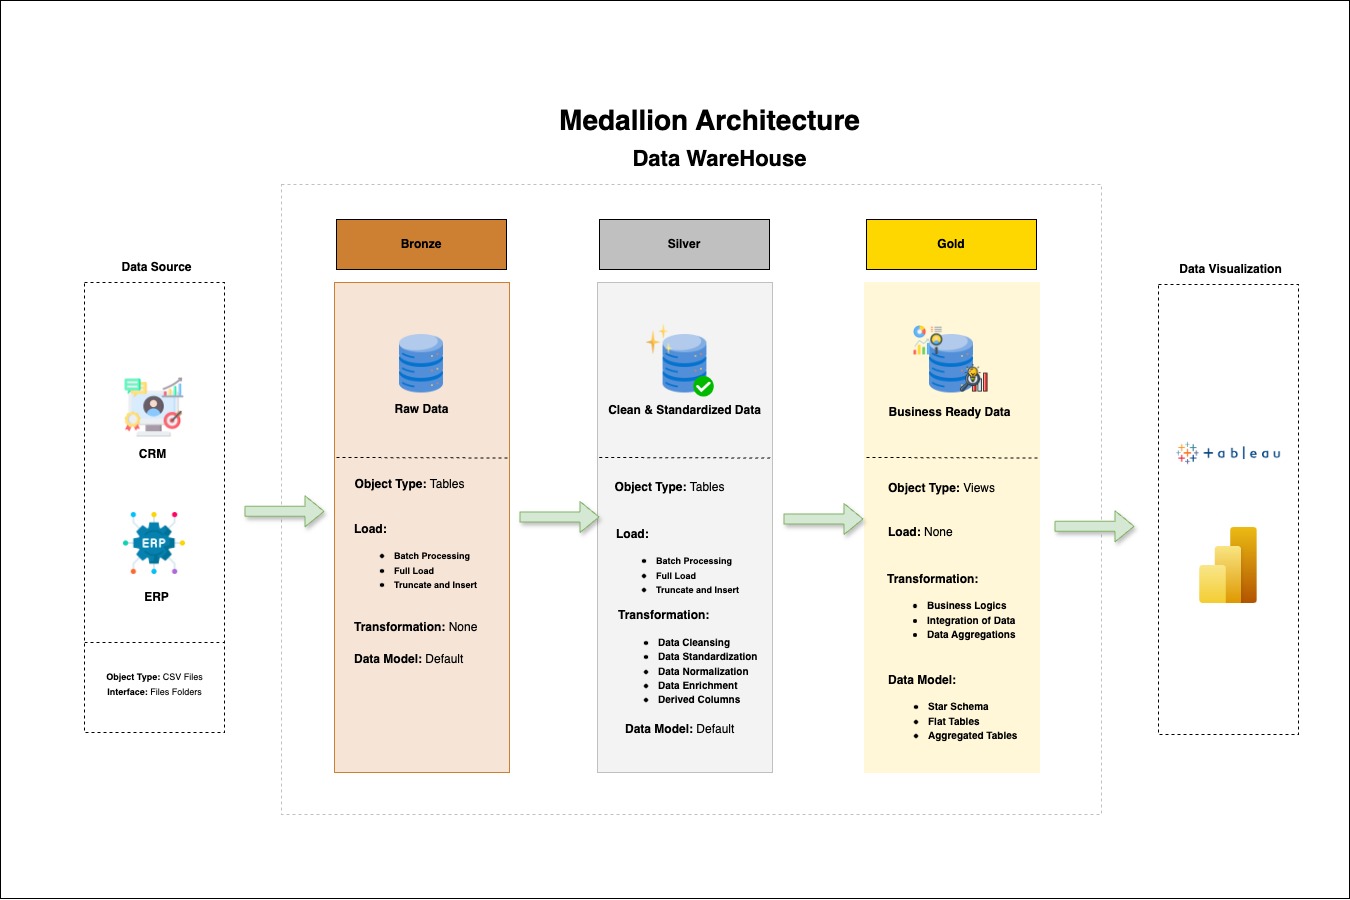 Medallion Architecture
Data WareHouse
Data Source
CRM
ERP
ERP
Object Type: CSV Files
Interface: Files Folders
Bronze
Raw Data
Object Type: Tables
Load:
• Batch Processing
• Full Load
• Truncate and Insert
Transformation: None
Data Model: Default
Silver
Clean & Standardized Data
Object Type: Tables
Load:
• Batch Processing
• Full Load
• Truncate and Insert
Transformation:
• Data Cleansing
• Data Standardization
• Data Normalization
• Data Enrichment
• Derived Columns
Data Model: Default
Gold
Business Ready Data
Object Type: Views
Load: None
Transformation:
• Business Logics
• Integration of Data
• Data Aggregations
Data Model:
• Star Schema
• Flat Tables
• Aggregated Tables
Data Visualization
+ a b l e a u